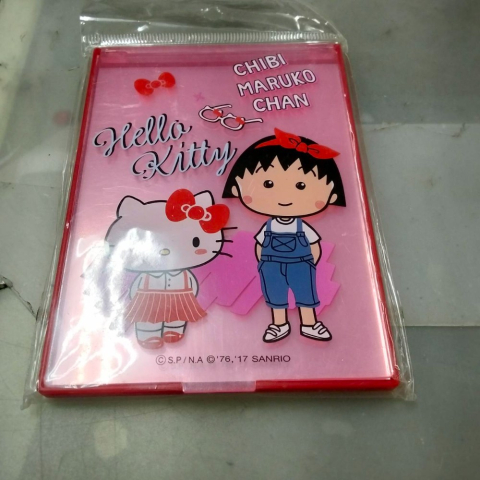 CHIBI
MARUKO
CHAN
Hello
Kitty
©S.P/N.A ©'76,'17 SANRIO